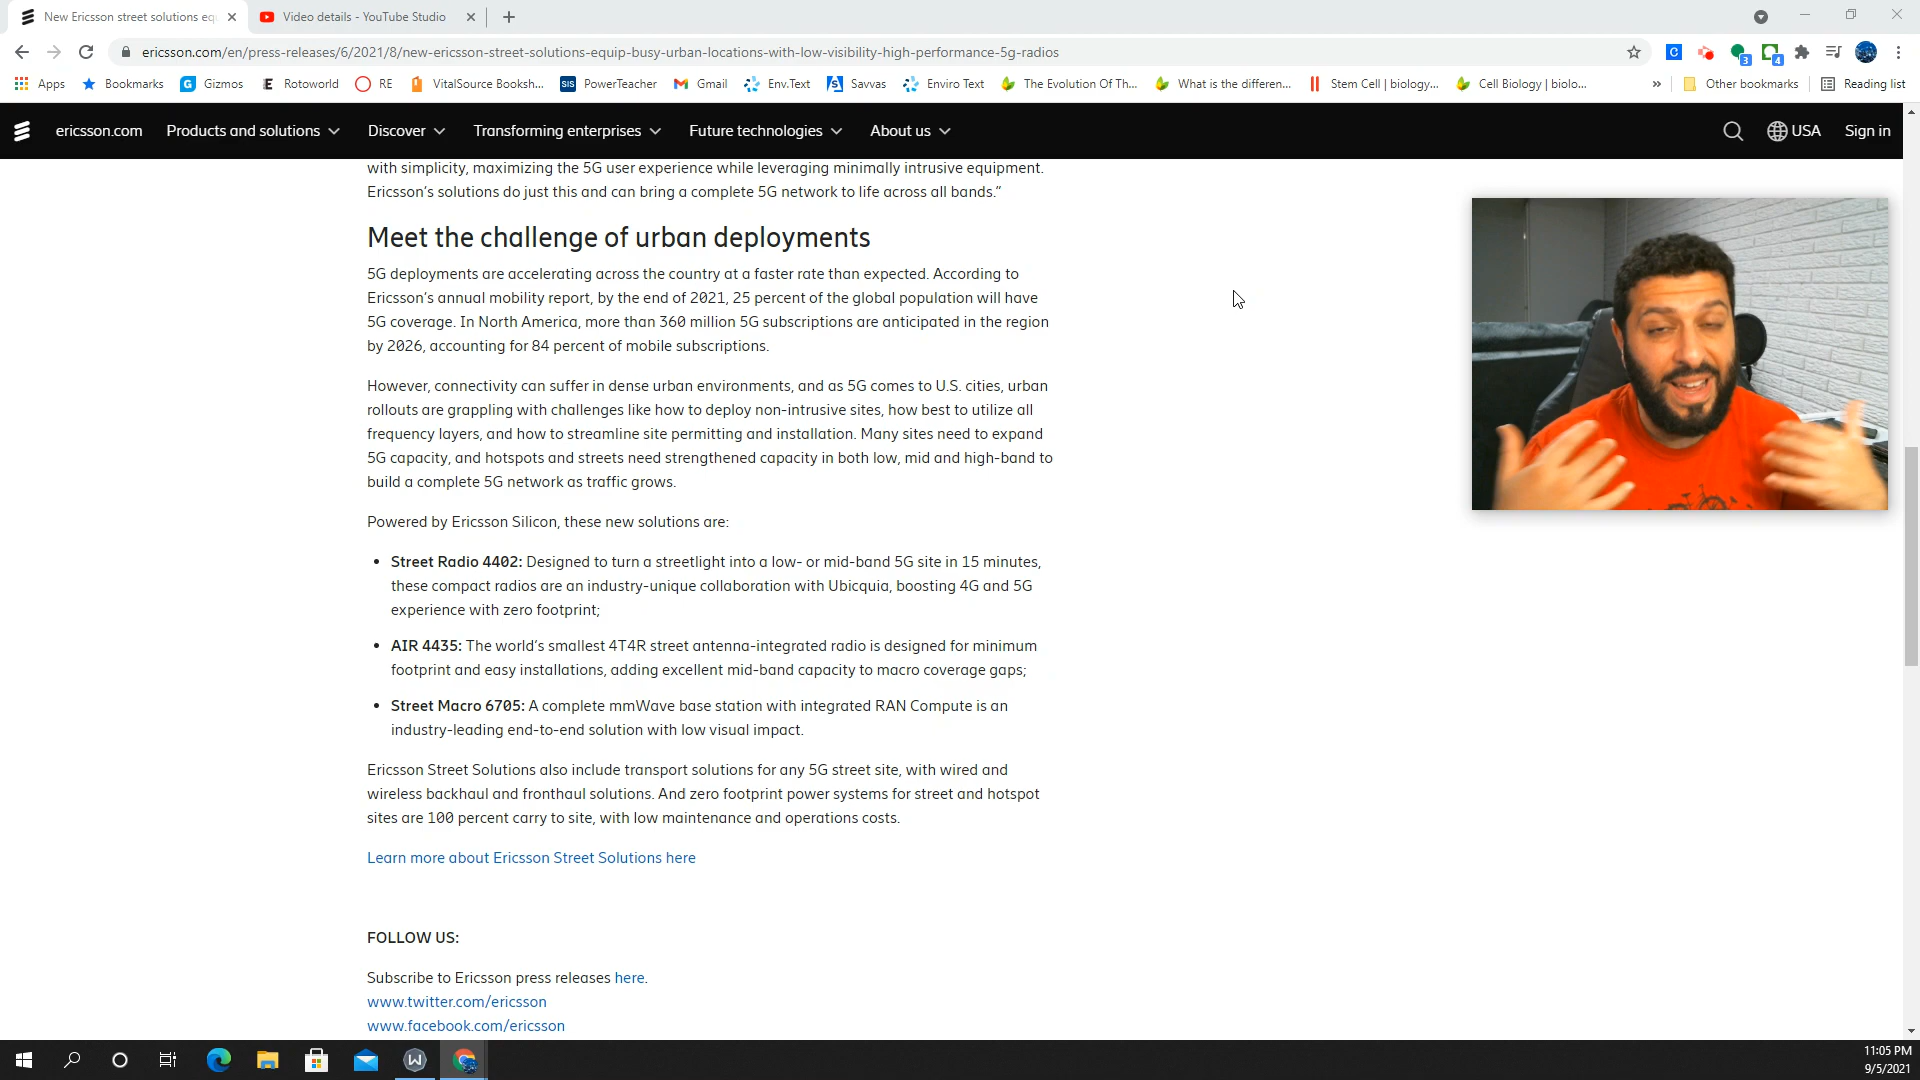 New Ericsson street solutions eq
Video details - YouTube Studio
ericsson.com/en/press-releases/6/2021/8/new-ericsson-street-solutions-equip-busy-urban-locations-with-low-visibility-high-performance-5g-radios
Apps Bookmarks Gizmos Rotoworld RE VitalSource Booksh... PowerTeacher Gmail Env.Text Savvas Enviro Text The Evolution Of Th... What is the differen... Stem Cell | biology... Cell Biology | biolo... » Other bookmarks Reading list
ericsson.com Products and solutions Discover Transforming enterprises Future technologies About us USA Sign in
with simplicity, maximizing the 5G user experience while leveraging minimally intrusive equipment.
Ericsson's solutions do just this and can bring a complete 5G network to life across all bands.”
Meet the challenge of urban deployments
5G deployments are accelerating across the country at a faster rate than expected. According to
Ericsson's annual mobility report, by the end of 2021, 25 percent of the global population will have
5G coverage. In North America, more than 360 million 5G subscriptions are anticipated in the region
by 2026, accounting for 84 percent of mobile subscriptions.
However, connectivity can suffer in dense urban environments, and as 5G comes to U.S. cities, urban
rollouts are grappling with challenges like how to deploy non-intrusive sites, how best to utilize all
frequency layers, and how to streamline site permitting and installation. Many sites need to expand
5G capacity, and hotspots and streets need strengthened capacity in both low, mid and high-band to
build a complete 5G network as traffic grows.
Powered by Ericsson Silicon, these new solutions are:
• Street Radio 4402: Designed to turn a streetlight into a low- or mid-band 5G site in 15 minutes,
these compact radios are an industry-unique collaboration with Ubicquia, boosting 4G and 5G
experience with zero footprint;
• AIR 4435: The world's smallest 4T4R street antenna-integrated radio is designed for minimum
footprint and easy installations, adding excellent mid-band capacity to macro coverage gaps;
• Street Macro 6705: A complete mmWave base station with integrated RAN Compute is an
industry-leading end-to-end solution with low visual impact.
Ericsson Street Solutions also include transport solutions for any 5G street site, with wired and
wireless backhaul and fronthaul solutions. And zero footprint power systems for street and hotspot
sites are 100 percent carry to site, with low maintenance and operations costs.
Learn more about Ericsson Street Solutions here
FOLLOW US:
Subscribe to Ericsson press releases here.
www.twitter.com/ericsson
www.facebook.com/ericsson
11:05 PM
9/5/2021